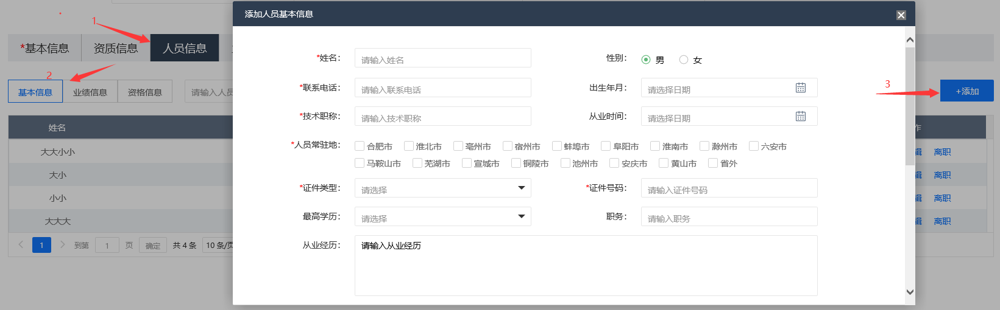 添加人员基本信息
1
*基本信息 资质信息 人员信息
*姓名： 请输入姓名 性别： 男 女
2
3
基本信息 业绩信息 资格信息 请输入人员
*联系电话： 请输入联系电话 出生年月： 请选择日期
+添加
*技术职称： 请输入技术职称 从业时间： 请选择日期
姓名 作
*人员常驻地： 合肥市 淮北市 亳州市 宿州市 蚌埠市 阜阳市 淮南市 滁州市 六安市
大大小小 辑 离职
马鞍山市 芜湖市 宣城市 铜陵市 池州市 安庆市 黄山市 省外
大小 辑 离职
*证件类型： 请选择 *证件号码： 请输入证件号码
小小 辑 离职
最高学历： 请选择 职务： 请输入职务
大大大 辑 离职
1 到第 1 页 确定 共 4 条 10 条/页
从业经历： 请输入从业经历